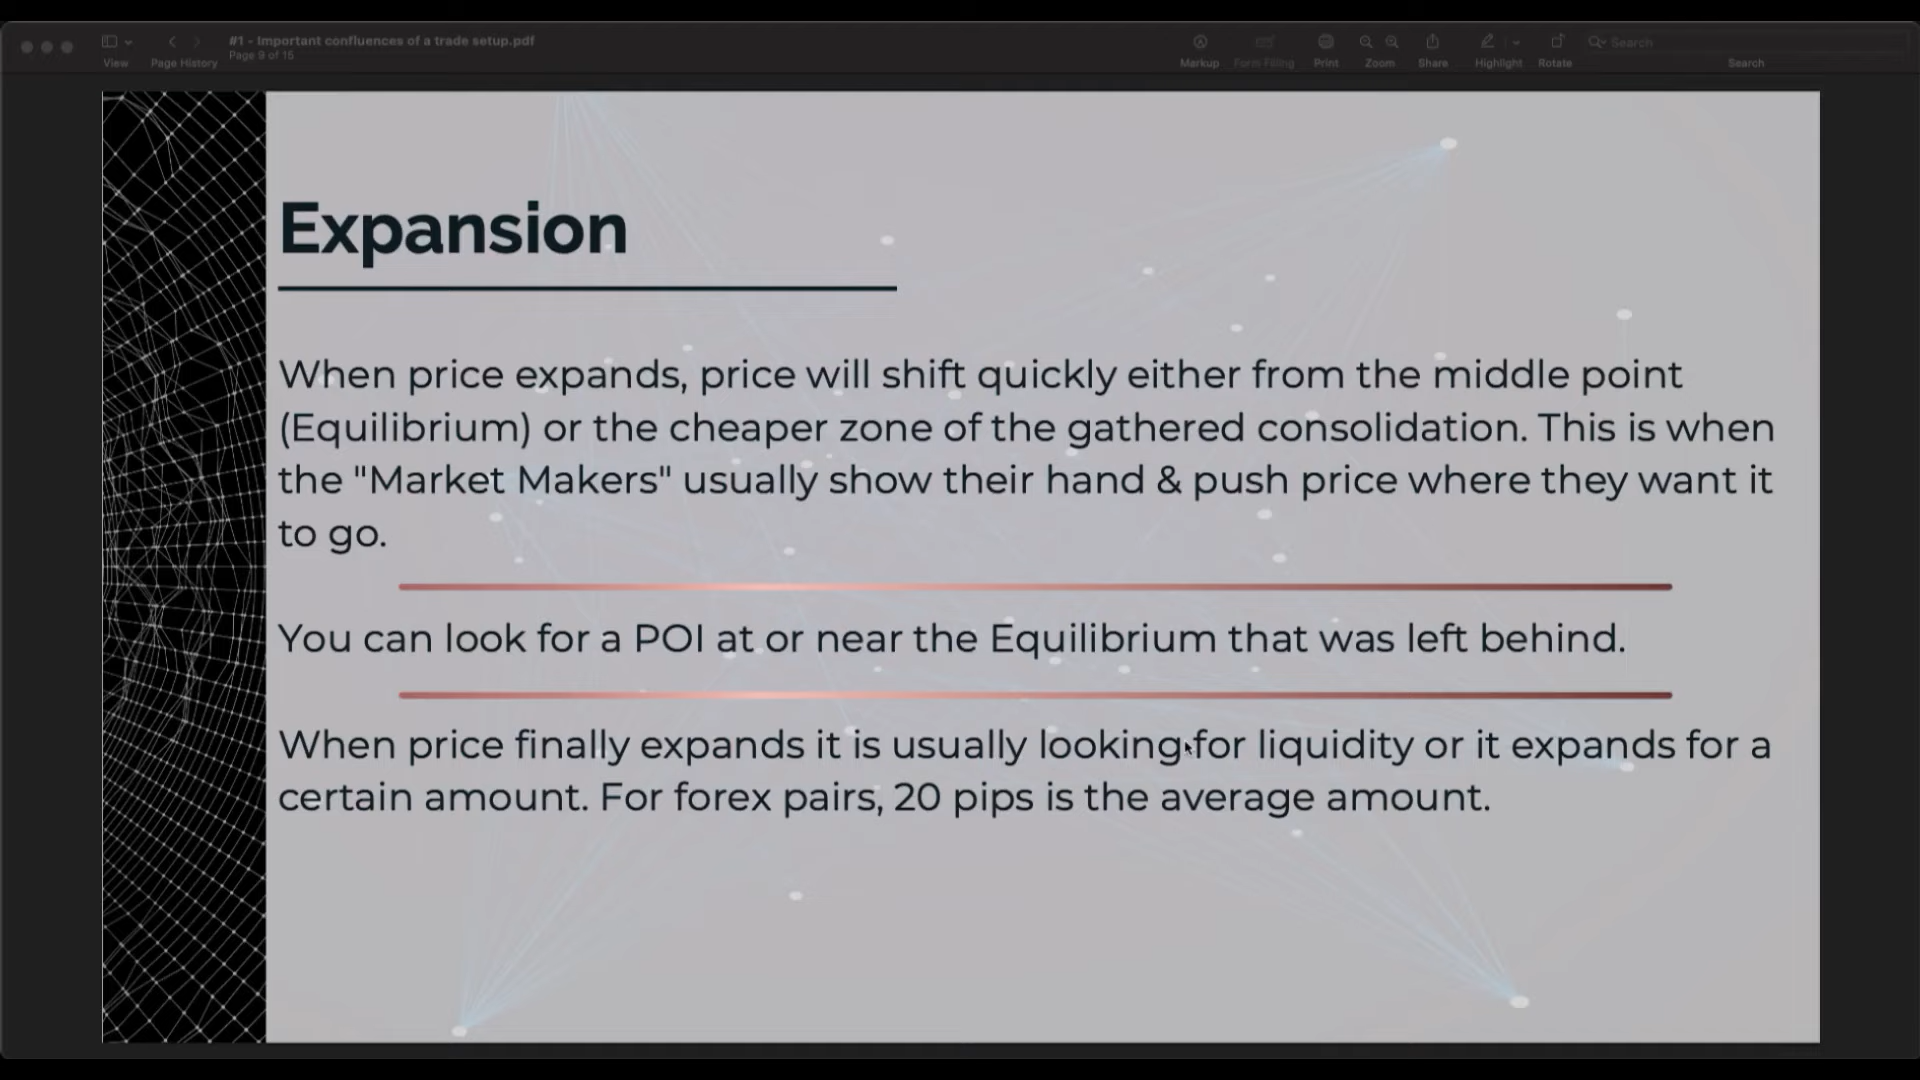 #1 - Important confluences of a trade setup.pdf
Page 9 of 15
View
Page History
Markup
Form Filling
Print
Zoom
Share
Highlight
Rotate
Search
Search
Expansion
When price expands, price will shift quickly either from the middle point
(Equilibrium) or the cheaper zone of the gathered consolidation. This is when
the "Market Makers" usually show their hand & push price where they want it
to go.
You can look for a POI at or near the Equilibrium that was left behind.
When price finally expands it is usually looking for liquidity or it expands for a
certain amount. For forex pairs, 20 pips is the average amount.